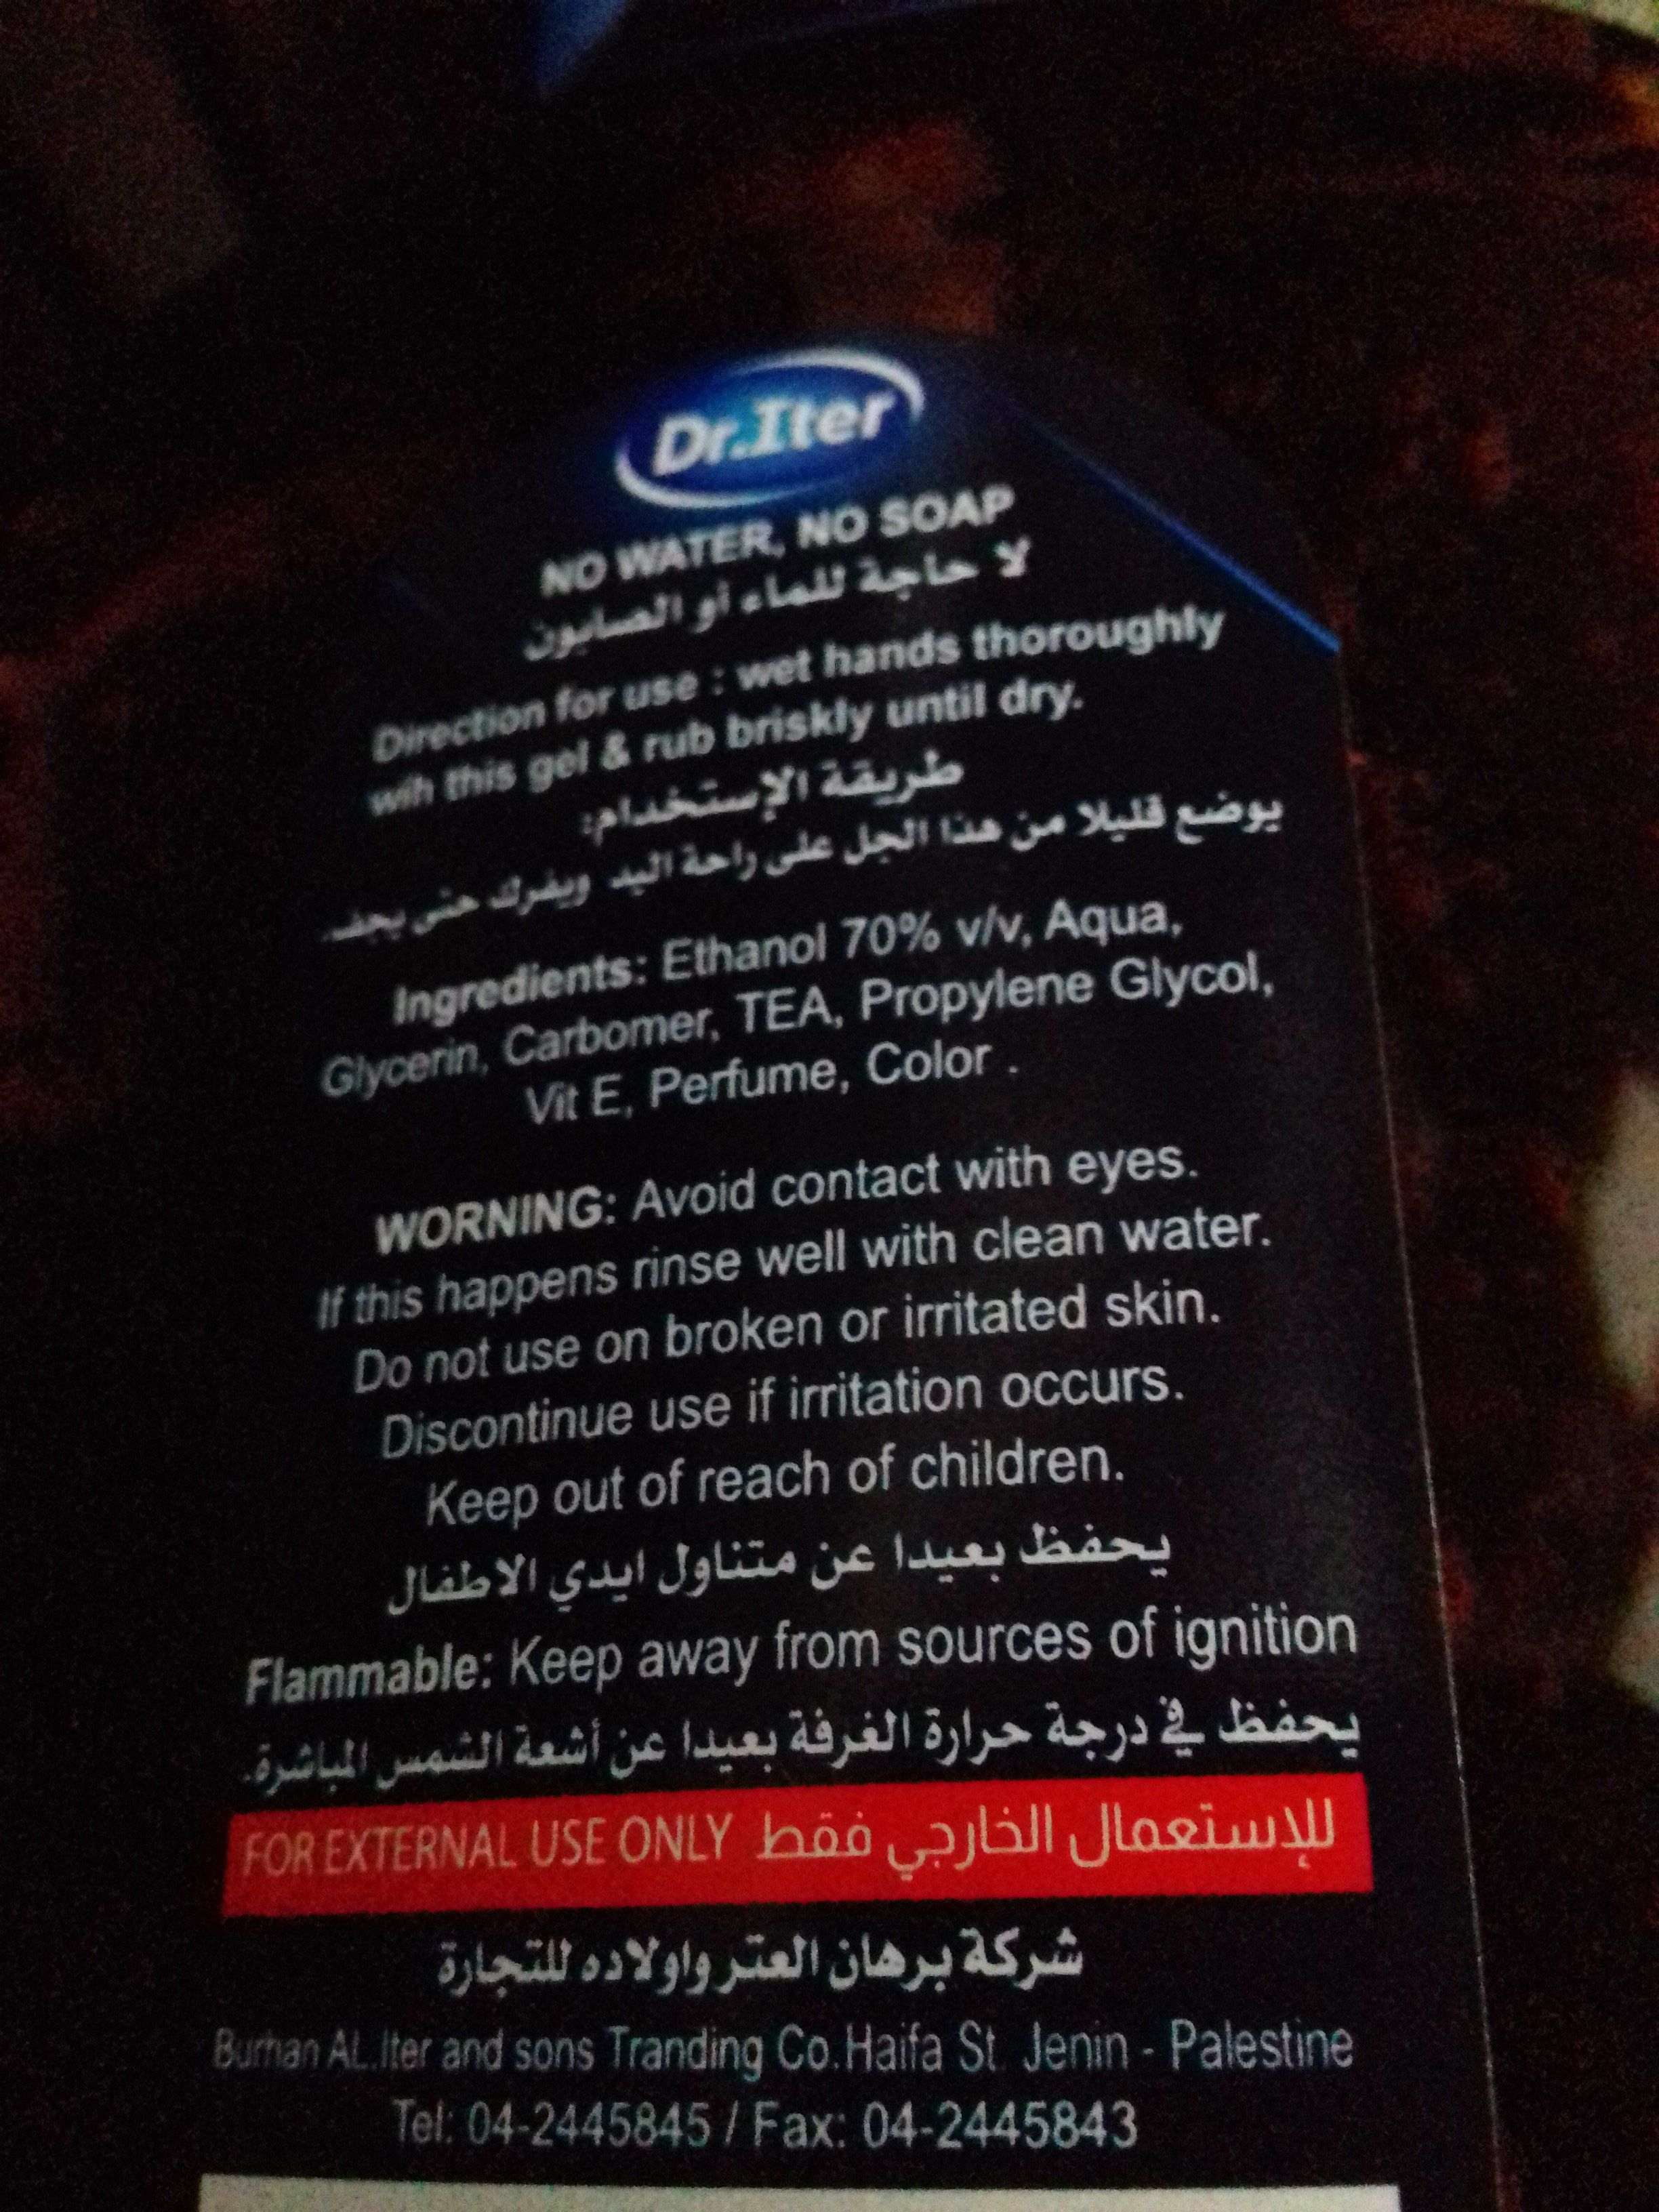 Dr.Iter
NO WATER, NO SOAP
لا حاجة للماء أو الصابون
Direction for use : wet hands thoroughly
wih this gel & rub briskly until dry.
طريقة الإستخدام:
يوضع قليلا من هذا الجل على راحة اليد ويفرك حتى يجف.
Ingredients: Ethanol 70% v/v, Aqua,
Glycerin, Carbomer, TEA, Propylene Glycol,
Vit E, Perfume, Color .
WORNING: Avoid contact with eyes.
If this happens rinse well with clean water.
Do not use on broken or irritated skin.
Discontinue use if irritation occurs.
Keep out of reach of children.
يحفظ بعيدا عن متناول ايدي الاطفال
Flammable: Keep away from sources of ignition
يحفظ في درجة حرارة الغرفة بعيدا عن أشعة الشمس المباشرة.
FOR EXTERNAL USE ONLY للإستعمال الخارجي فقط
شركة برهان العتر واولاده للتجارة
Burhan AL.Iter and sons Tranding Co.Haifa St. Jenin - Palestine
Tel: 04-2445845 / Fax: 04-2445843